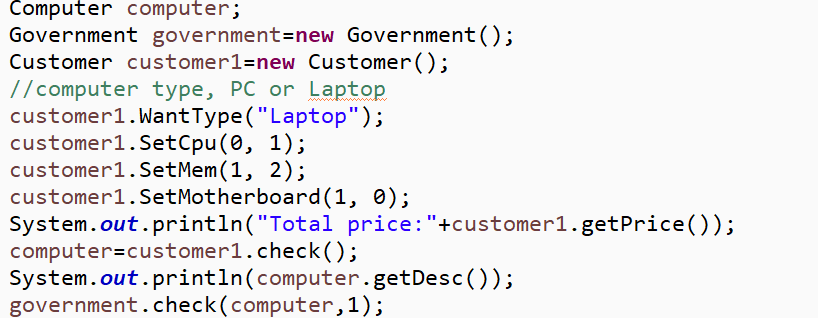 Computer computer;
Government government=new Government();
Customer customer1=new Customer();
//computer type, PC or Laptop
customer1.WantType("Laptop");
customer1.SetCpu(0, 1);
customer1.SetMem(1, 2);
customer1.SetMotherboard(1, 0);
System.out.println("Total price:"+customer1.getPrice());
computer=customer1.check();
System.out.println(computer.getDesc());
government.check(computer,1);